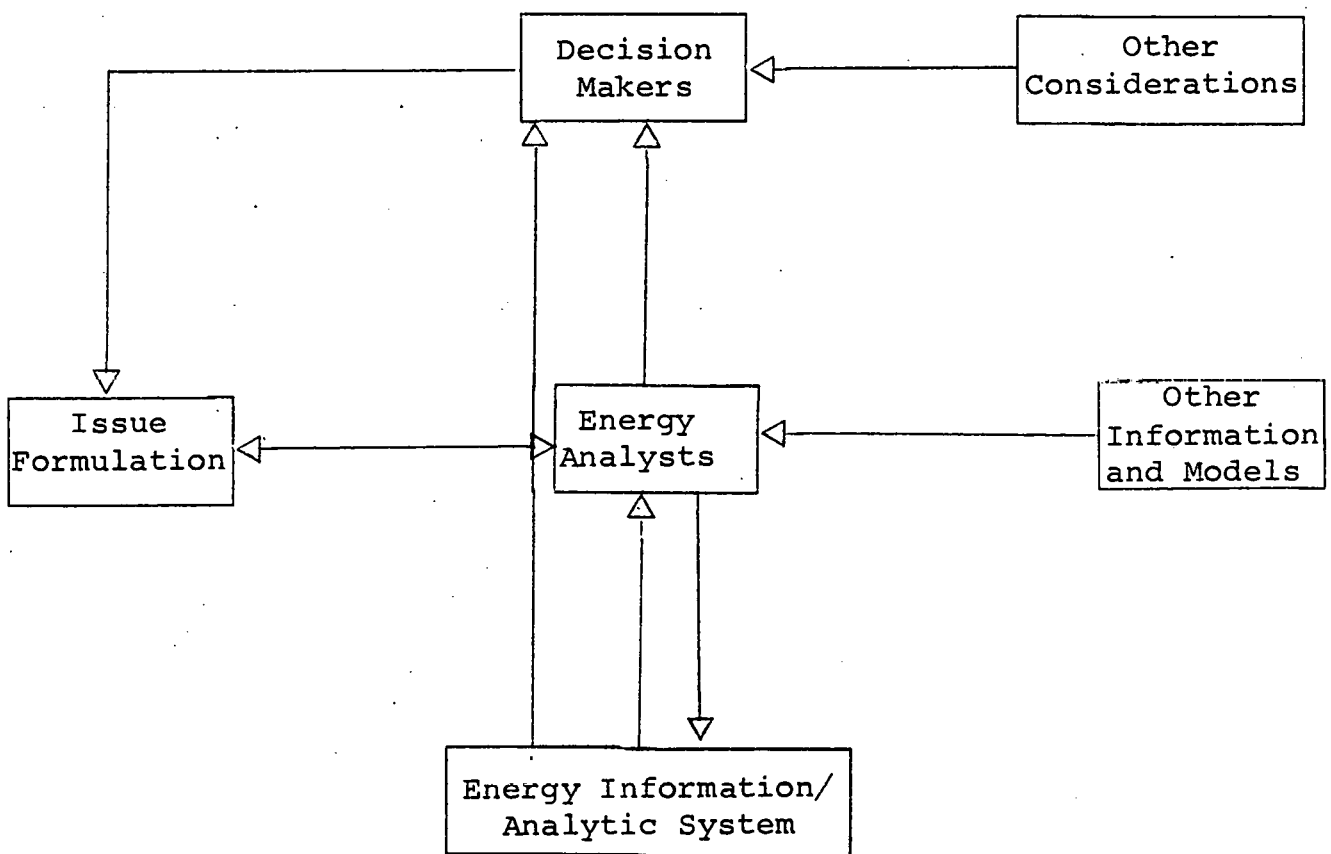 Decision
Makers
Other
Considerations
Issue
Formulation
Energy
Analysts
Other
Information
and Models
Energy Information/
Analytic System